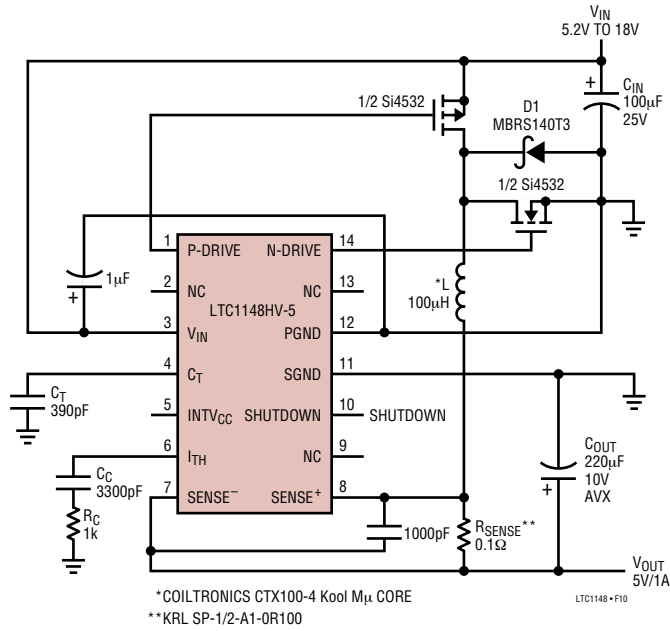 VIN
5.2V TO 18V
1/2 Si4532
D1
MBRS140T3
+
CIN
100µF
25V
1/2 Si4532
+
1µF
1
P-DRIVE
N-DRIVE
14
2
NC
NC
13
LTC1148HV-5
3
VIN
PGND
12
4
CT
SGND
11
5
INTVCC
SHUTDOWN
10
SHUTDOWN
6
ITH
NC
9
7
SENSE−
SENSE+
8
*L
100µH
CT
390pF
CC
3300pF
RC
1k
1000pF
RSENSE**
0.1Ω
COUT
220µF
10V
AVX
+
VOUT
5V/1A
*COILTRONICS CTX100-4 Kool Mµ CORE
**KRL SP-1/2-A1-0R100
LTC1148 • F10